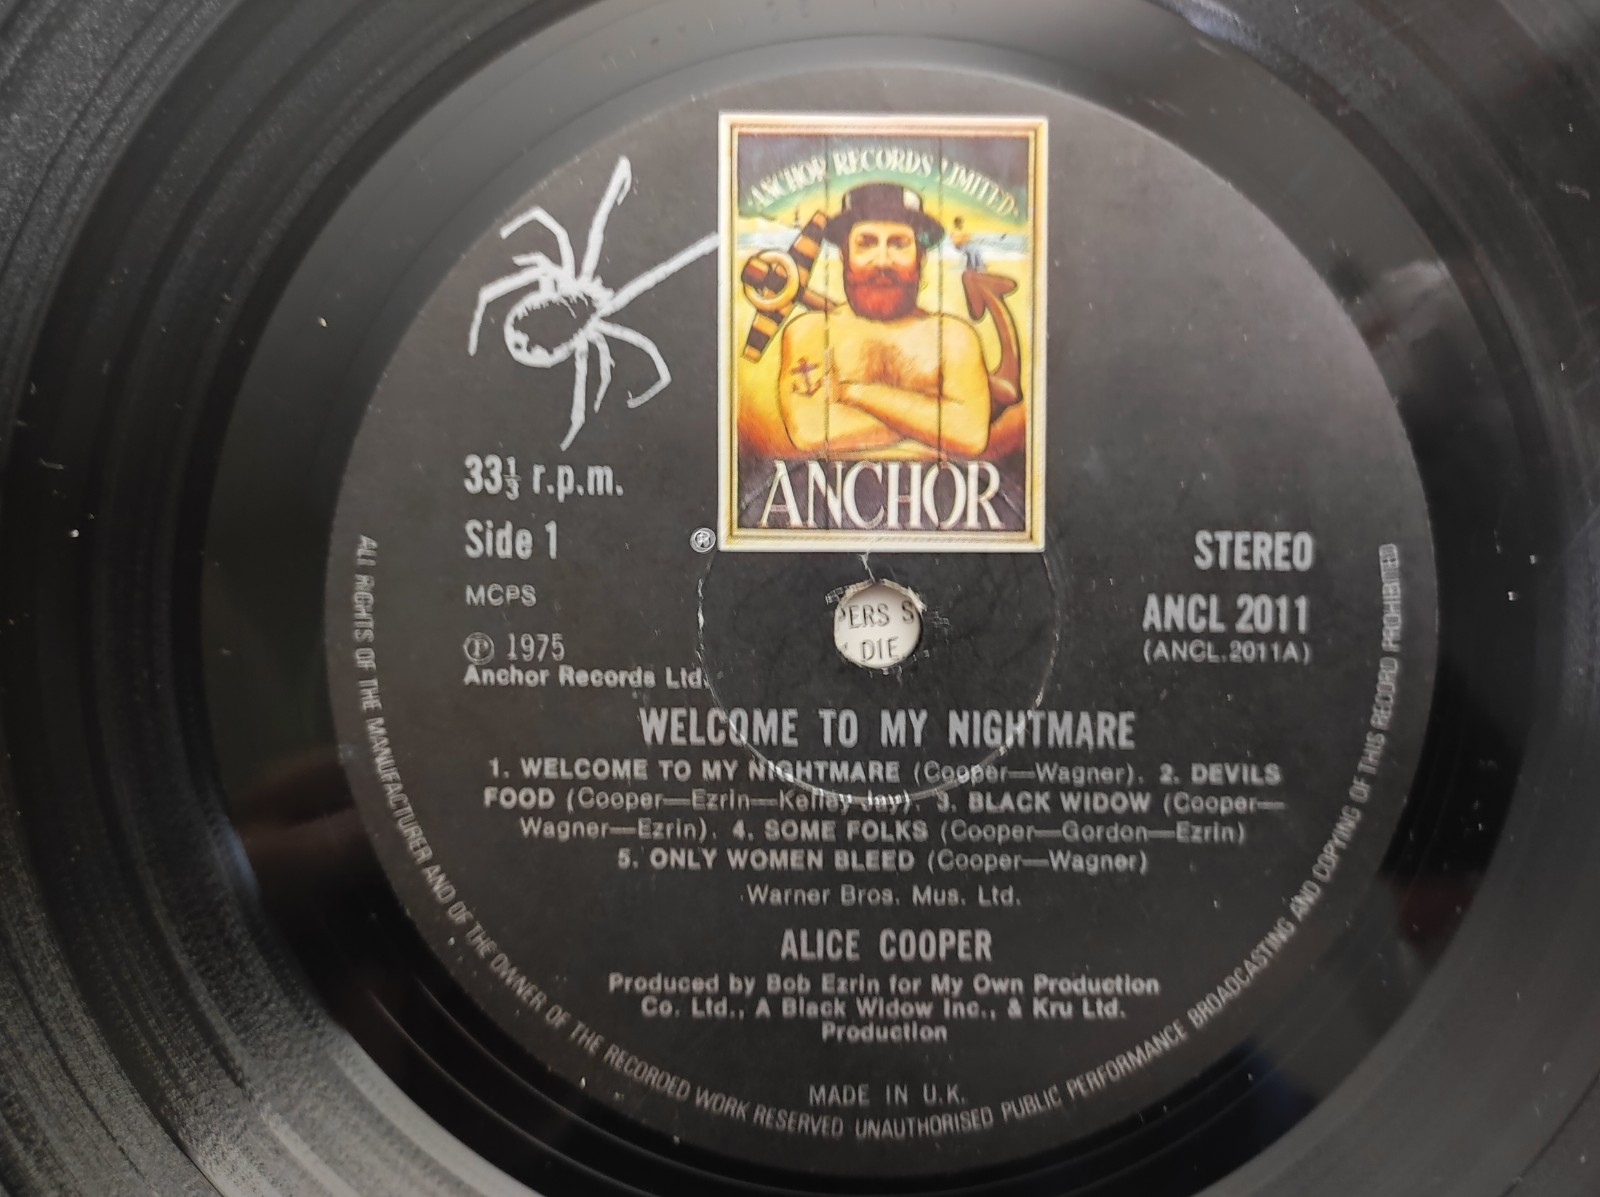 ANCHOR RECORDS LIMITED
ANCHOR
33⅓ r.p.m.
Side 1
®
STEREO
MCPS
ANCL 2011
(ANCL.2011A)
Ⓟ 1975
Anchor Records Ltd.
ERS S
DIE
WELCOME TO MY NIGHTMARE
1. WELCOME TO MY NIGHTMARE (Cooper—Wagner). 2. DEVILS
FOOD (Cooper—Ezrin—Kelley Jay). 3. BLACK WIDOW (Cooper—
Wagner—Ezrin). 4. SOME FOLKS (Cooper—Gordon—Ezrin)
5. ONLY WOMEN BLEED (Cooper—Wagner)
Warner Bros. Mus. Ltd.
ALICE COOPER
Produced by Bob Ezrin for My Own Production
Co. Ltd., A Black Widow Inc., & Kru Ltd.
Production
MADE IN U.K.
ALL RIGHTS OF THE MANUFACTURER AND OF THE OWNER OF THE RECORDED WORK RESERVED UNAUTHORISED PUBLIC PERFORMANCE BROADCASTING AND COPYING OF THIS RECORD PROHIBITED